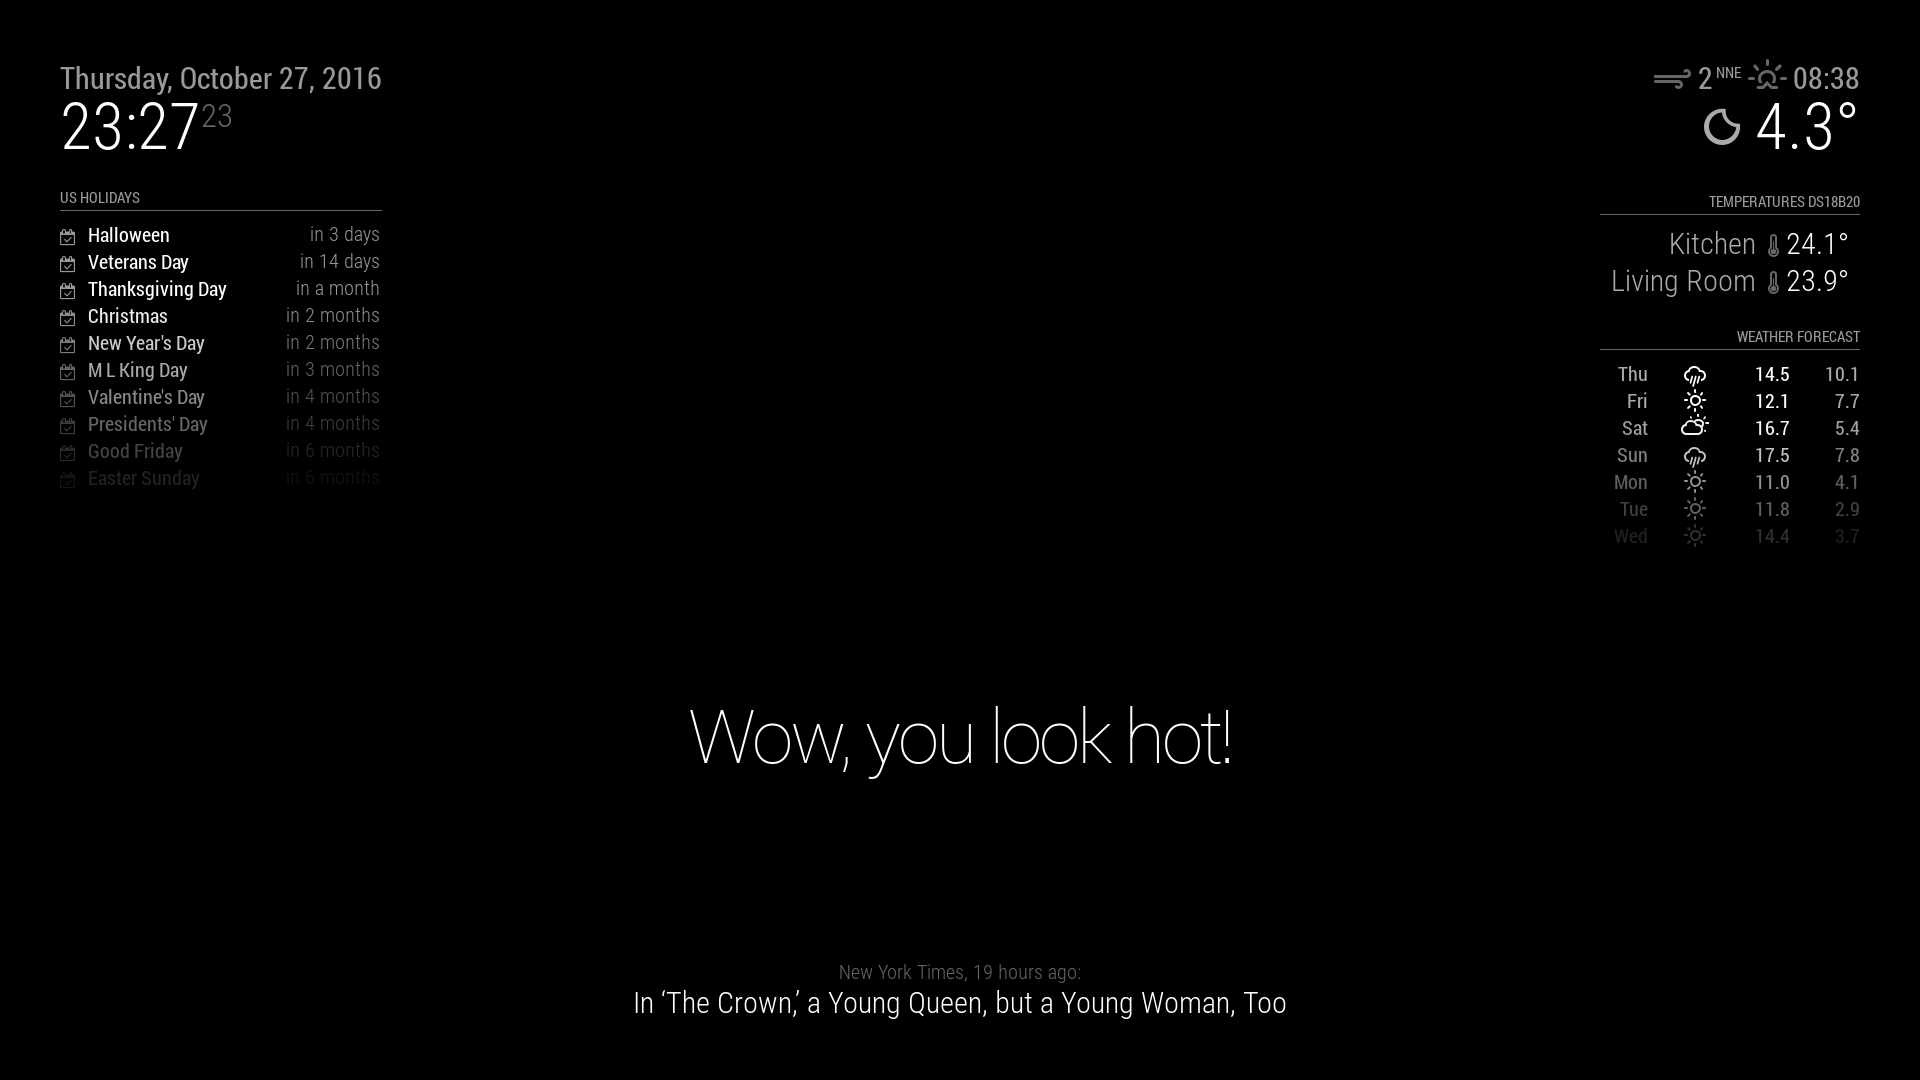 Thursday, October 27, 2016
23:27 23
US HOLIDAYS
Halloween in 3 days
Veterans Day in 14 days
Thanksgiving Day in a month
Christmas in 2 months
New Year's Day in 2 months
M L King Day in 3 months
Valentine's Day in 4 months
Presidents' Day in 4 months
Good Friday in 6 months
Easter Sunday in 6 months
2 NNE 08:38
4.3°
TEMPERATURES DS18B20
Kitchen 24.1°
Living Room 23.9°
WEATHER FORECAST
Thu 14.5 10.1
Fri 12.1 7.7
Sat 16.7 5.4
Sun 17.5 7.8
Mon 11.0 4.1
Tue 11.8 2.9
Wed 14.4 3.7
Wow, you look hot!
New York Times, 19 hours ago:
In ‘The Crown,’ a Young Queen, but a Young Woman, Too